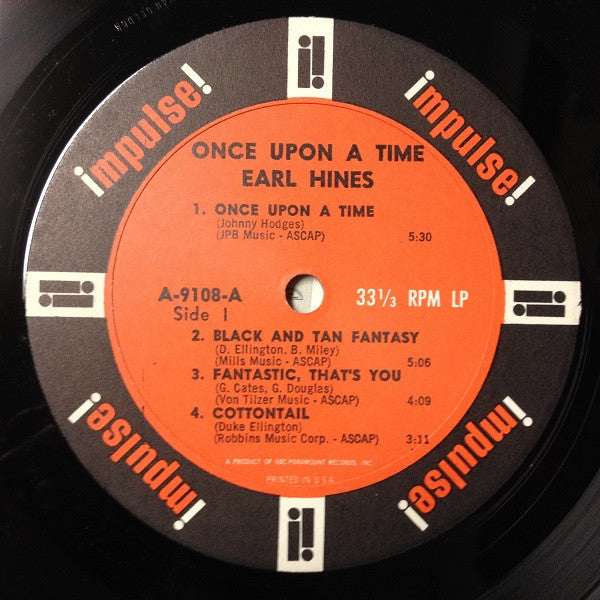 impulse!
impulse!
ONCE UPON A TIME
EARL HINES
1. ONCE UPON A TIME
(Johnny Hodges)
(JPB Music - ASCAP) 5:30
A-9108-A 33 1/3 RPM LP
Side 1
2. BLACK AND TAN FANTASY
(D. Ellington. B. Miley)
(Mills Music - ASCAP) 5:06
3. FANTASTIC, THAT'S YOU
(G. Cates, G. Douglas)
(Von Tilzer Music - ASCAP) 4:09
4. COTTONTAIL
(Duke Ellington)
(Robbins Music Corp. - ASCAP) 3:11
A PRODUCT OF ABC-PARAMOUNT RECORDS, INC.
PRINTED IN U.S.A.
impulse!
impulse!